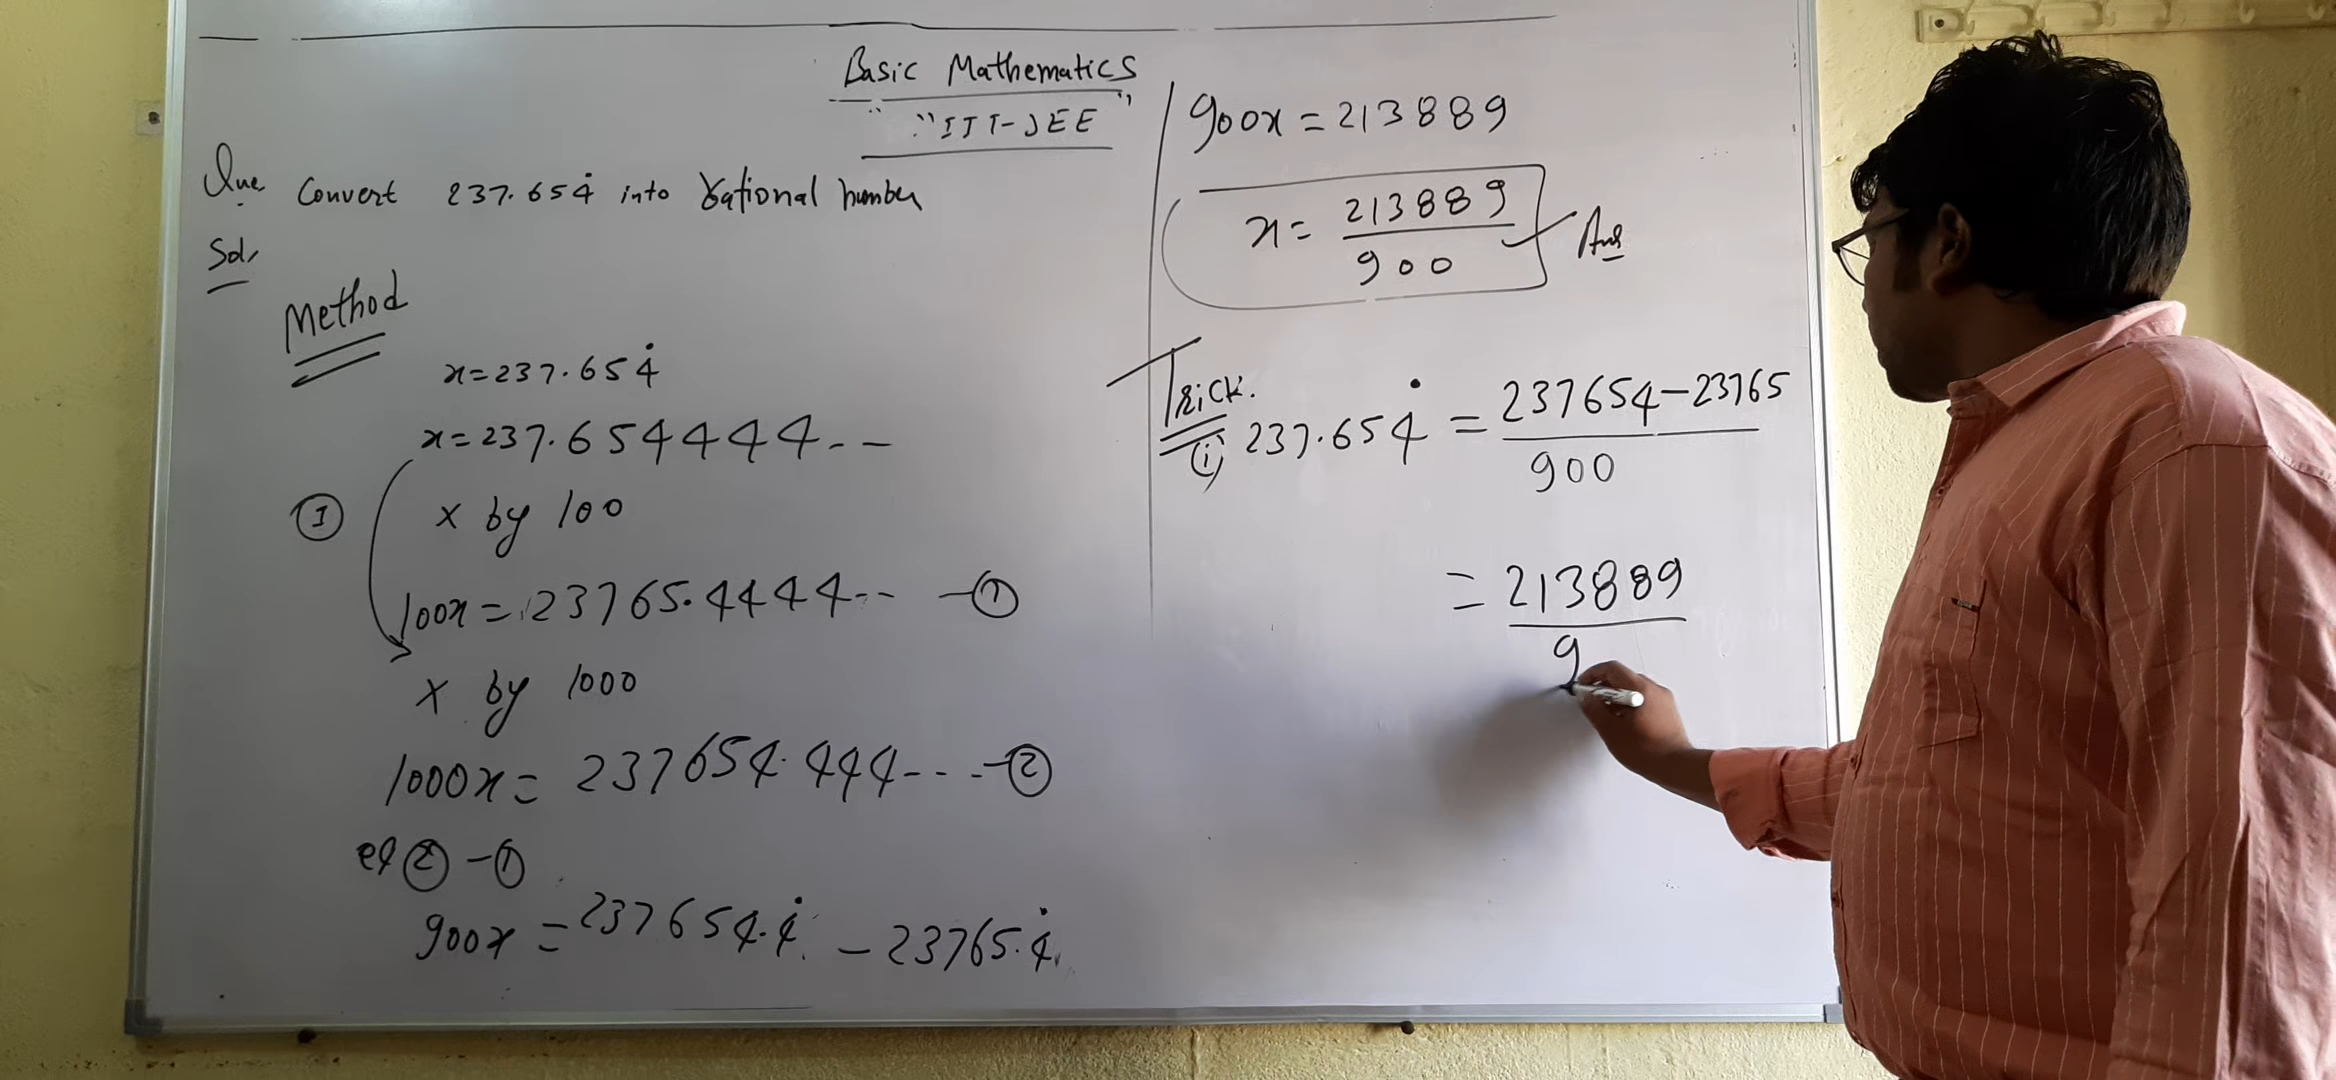 Basic Mathematics
"IIT-JEE"
Que. Convert 237.654̇ into rational number
Sol,
Method
x=237.654̇
x=237.654444--
① x by 100
100x=23765.4444-- -①
x by 1000
1000x= 237654.444--- -②
eq ② - ①
900x = 237654.4̇ - 23765.4̇
900x = 213889
x = 213889/900 Ans
Trick.
(i) 237.654̇ = 237654-23765/900
= 213889/9